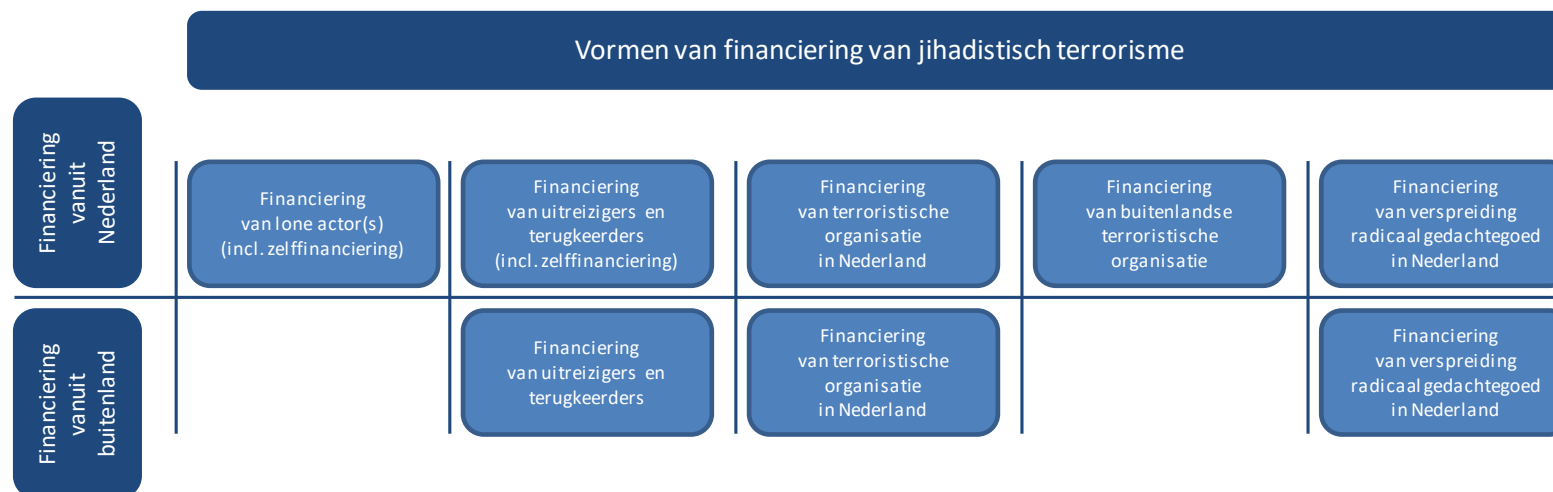 Vormen van financiering van jihadistisch terrorisme
Financiering
vanuit
Nederland
Financiering
van lone actor(s)
(incl. zelffinanciering)
Financiering
van uitreizigers en
terugkeerders
(incl. zelffinanciering)
Financiering
van terroristische
organisatie
in Nederland
Financiering
van buitenlandse
terroristische
organisatie
Financiering
van verspreiding
radicaal gedachtegoed
in Nederland
Financiering
vanuit
buitenland
Financiering
van uitreizigers en
terugkeerders
Financiering
van terroristische
organisatie
in Nederland
Financiering
van verspreiding
radicaal gedachtegoed
in Nederland